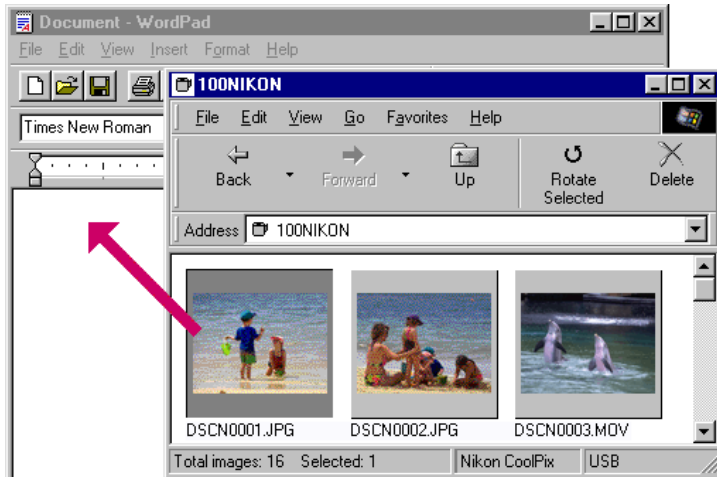 Document - WordPad
File Edit View Insert Format Help
100NIKON
Times New Roman
File Edit View Go Favorites Help
Back Forward Up Rotate Selected Delete
Address 100NIKON
DSCN0001.JPG DSCN0002.JPG DSCN0003.MOV
Total images: 16 Selected: 1 Nikon CoolPix USB